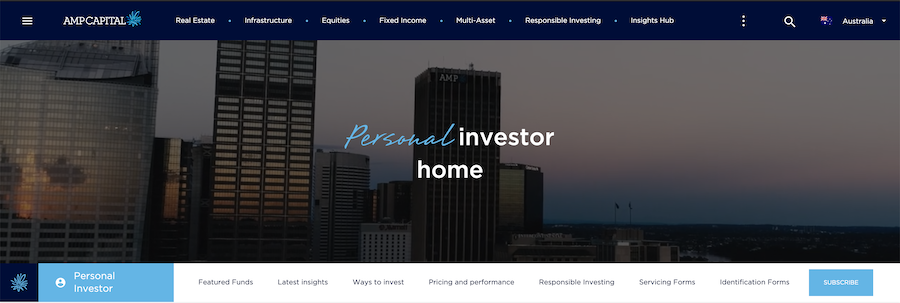 AMP CAPITAL
Real Estate • Infrastructure • Equities • Fixed Income • Multi-Asset • Responsible Investing • Insights Hub
Australia
AMP
Personal investor
home
Personal
Investor
Featured Funds Latest insights Ways to invest Pricing and performance Responsible Investing Servicing Forms Identification Forms
SUBSCRIBE